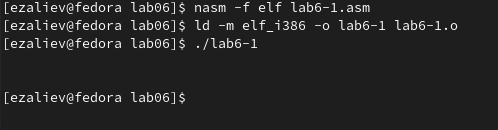 [ezaliev@fedora lab06]$ nasm -f elf lab6-1.asm
[ezaliev@fedora lab06]$ ld -m elf_i386 -o lab6-1 lab6-1.o
[ezaliev@fedora lab06]$ ./lab6-1
[ezaliev@fedora lab06]$